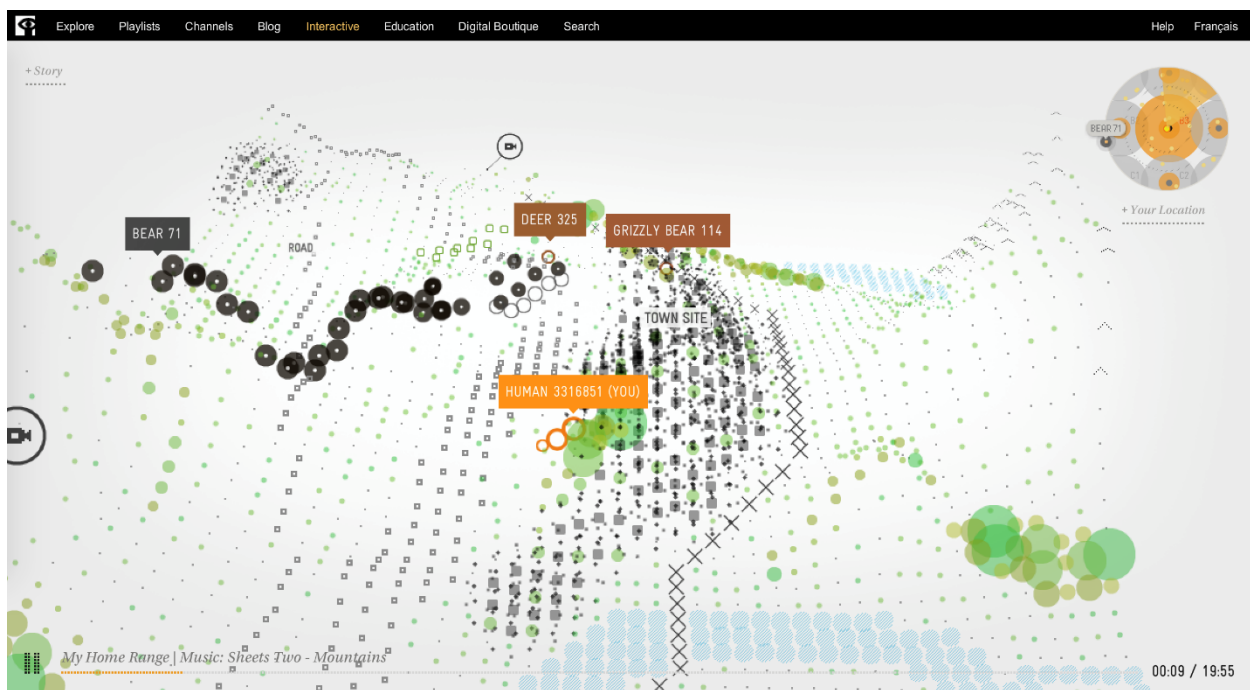 Explore
Playlists
Channels
Blog
Interactive
Education
Digital Boutique
Search
Help
Français
+ Story
BEAR 71
+ Your Location
BEAR 71
DEER 325
GRIZZLY BEAR 114
ROAD
TOWN SITE
HUMAN 3316851 (YOU)
My Home Range | Music: Sheets Two - Mountains
00:09 / 19:55